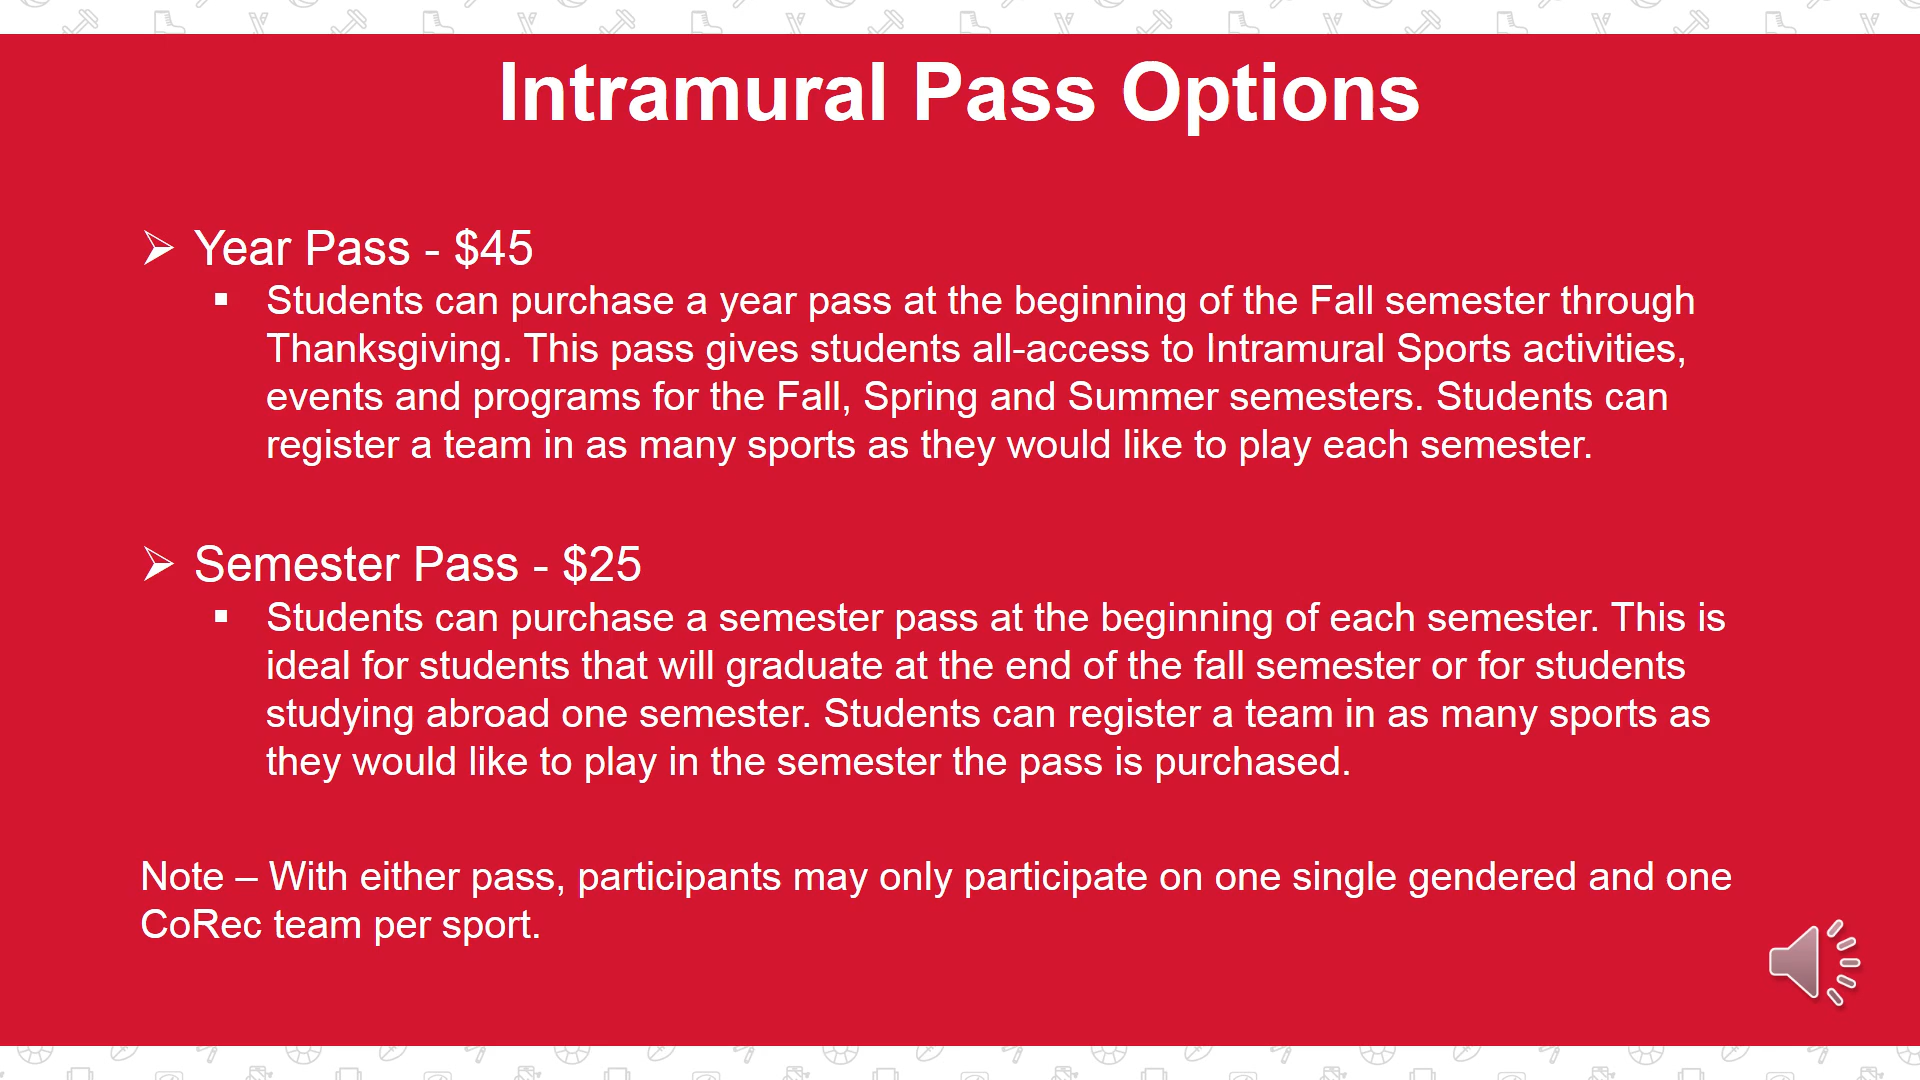 Intramural Pass Options
➢ Year Pass - $45
▪ Students can purchase a year pass at the beginning of the Fall semester through
Thanksgiving. This pass gives students all-access to Intramural Sports activities,
events and programs for the Fall, Spring and Summer semesters. Students can
register a team in as many sports as they would like to play each semester.
➢ Semester Pass - $25
▪ Students can purchase a semester pass at the beginning of each semester. This is
ideal for students that will graduate at the end of the fall semester or for students
studying abroad one semester. Students can register a team in as many sports as
they would like to play in the semester the pass is purchased.
Note – With either pass, participants may only participate on one single gendered and one
CoRec team per sport.